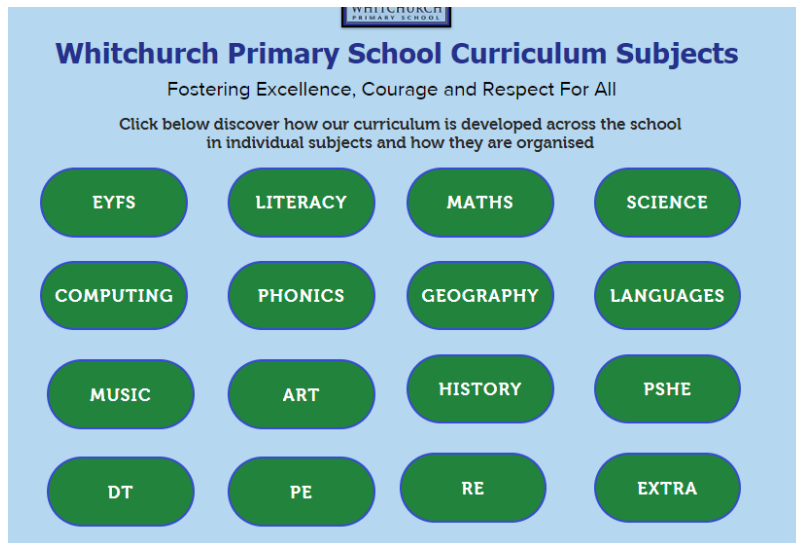 WHITCHURCH
PRIMARY SCHOOL
Whitchurch Primary School Curriculum Subjects
Fostering Excellence, Courage and Respect For All
Click below discover how our curriculum is developed across the school
in individual subjects and how they are organised
EYFS LITERACY MATHS SCIENCE
COMPUTING PHONICS GEOGRAPHY LANGUAGES
MUSIC ART HISTORY PSHE
DT PE RE EXTRA